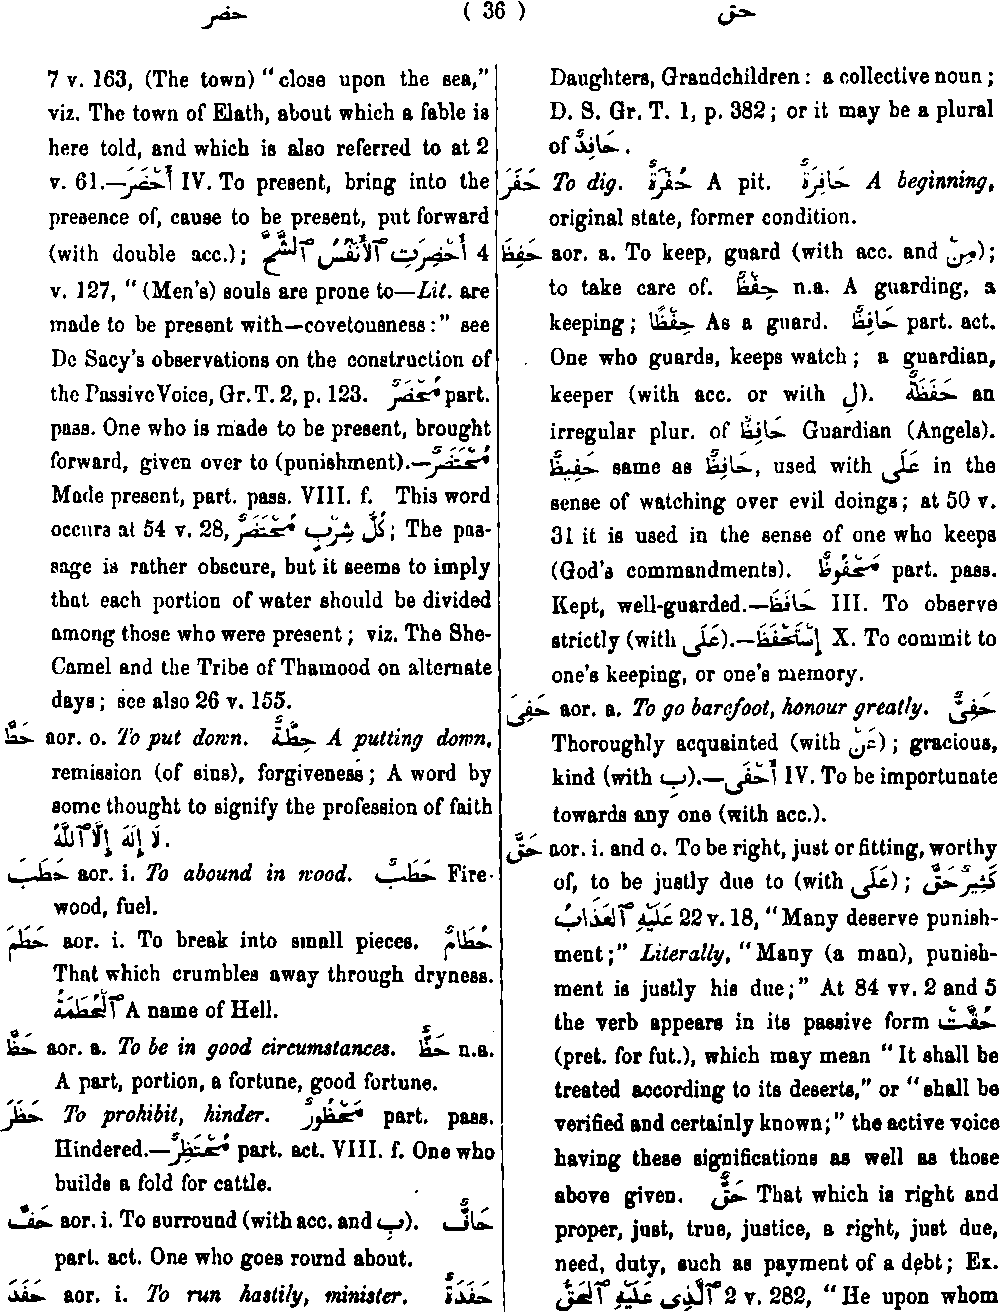 حضر ( 36 ) حق
7 v. 163, (The town) “close upon the sea,”
viz. The town of Elath, about which a fable is
here told, and which is also referred to at 2
v. 61.—أَحْضَرَ IV. To present, bring into the
presence of, cause to be present, put forward
(with double acc.); أُحْضِرَتِ ٱلْأَنْفُسُ ٱلشُّحَّ 4
v. 127, “(Men’s) souls are prone to—Lit. are
made to be present with—covetousness:” see
De Sacy’s observations on the construction of
the Passive Voice, Gr. T. 2, p. 123. مُحْضَرٌ part.
pass. One who is made to be present, brought
forward, given over to (punishment).—مُحْتَضَرٌ
Made present, part. pass. VIII. f. This word
occurs at 54 v. 28, كُلُّ شِرْبٍ مُحْتَضَرٌ; The pas-
sage is rather obscure, but it seems to imply
that each portion of water should be divided
among those who were present; viz. The She-
Camel and the Tribe of Thamood on alternate
days; see also 26 v. 155.
حَطَّ aor. o. To put down. حِطَّةٌ A putting down,
remission (of sins), forgiveness; A word by
some thought to signify the profession of faith
لَا إِلَهَ إِلَّا ٱللَّهُ.
حَطَبَ aor. i. To abound in wood. حَطَبٌ Fire-
wood, fuel.
حَطَمَ aor. i. To break into small pieces. حُطَامٌ
That which crumbles away through dryness.
ٱلْحُطَمَةُ A name of Hell.
حَظَّ aor. a. To be in good circumstances. حَظٌّ n.a.
A part, portion, a fortune, good fortune.
حَظَرَ To prohibit, hinder. مَحْظُورٌ part. pass.
Hindered.—مُحْتَظِرٌ part. act. VIII. f. One who
builds a fold for cattle.
حَفَّ aor. i. To surround (with acc. and بِ). حَافٌّ
part. act. One who goes round about.
حَفَدَ aor. i. To run hastily, minister. حَفَدَةٌ
Daughters, Grandchildren: a collective noun;
D. S. Gr. T. 1, p. 382; or it may be a plural
of حَافِدٌ.
حَفَرَ To dig. حُفْرَةٌ A pit. حَافِرَةٌ A beginning,
original state, former condition.
حَفِظَ aor. a. To keep, guard (with acc. and مِنْ);
to take care of. حِفْظٌ n.a. A guarding, a
keeping; حِفْظًا As a guard. حَافِظٌ part. act.
One who guards, keeps watch; a guardian,
keeper (with acc. or with لِ). حَفَظَةٌ an
irregular plur. of حَافِظٌ Guardian (Angels).
حَفِيظٌ same as حَافِظٌ, used with عَلَى in the
sense of watching over evil doings; at 50 v.
31 it is used in the sense of one who keeps
(God’s commandments). مَحْفُوظٌ part. pass.
Kept, well-guarded.—حَافَظَ III. To observe
strictly (with عَلَى).—إِسْتَحْفَظَ X. To commit to
one’s keeping, or one’s memory.
حَفِىَ aor. a. To go barefoot, honour greatly. حَفِىٌّ
Thoroughly acquainted (with عَنْ); gracious,
kind (with بِ).—أَحْفَى IV. To be importunate
towards any one (with acc.).
حَقَّ aor. i. and o. To be right, just or fitting, worthy
of, to be justly due to (with عَلَى); كَثِيرٌ حَقَّ
عَلَيْهِ ٱلْعَذَابُ 22 v. 18, “Many deserve punish-
ment;” Literally, “Many (a man), punish-
ment is justly his due;” At 84 vv. 2 and 5
the verb appears in its passive form حُقَّتْ
(pret. for fut.), which may mean “It shall be
treated according to its deserts,” or “shall be
verified and certainly known;” the active voice
having these significations as well as those
above given. حَقٌّ That which is right and
proper, just, true, justice, a right, just due,
need, duty, such as payment of a debt; Ex.
ٱلَّذِى عَلَيْهِ ٱلْحَقُّ 2 v. 282, “He upon whom